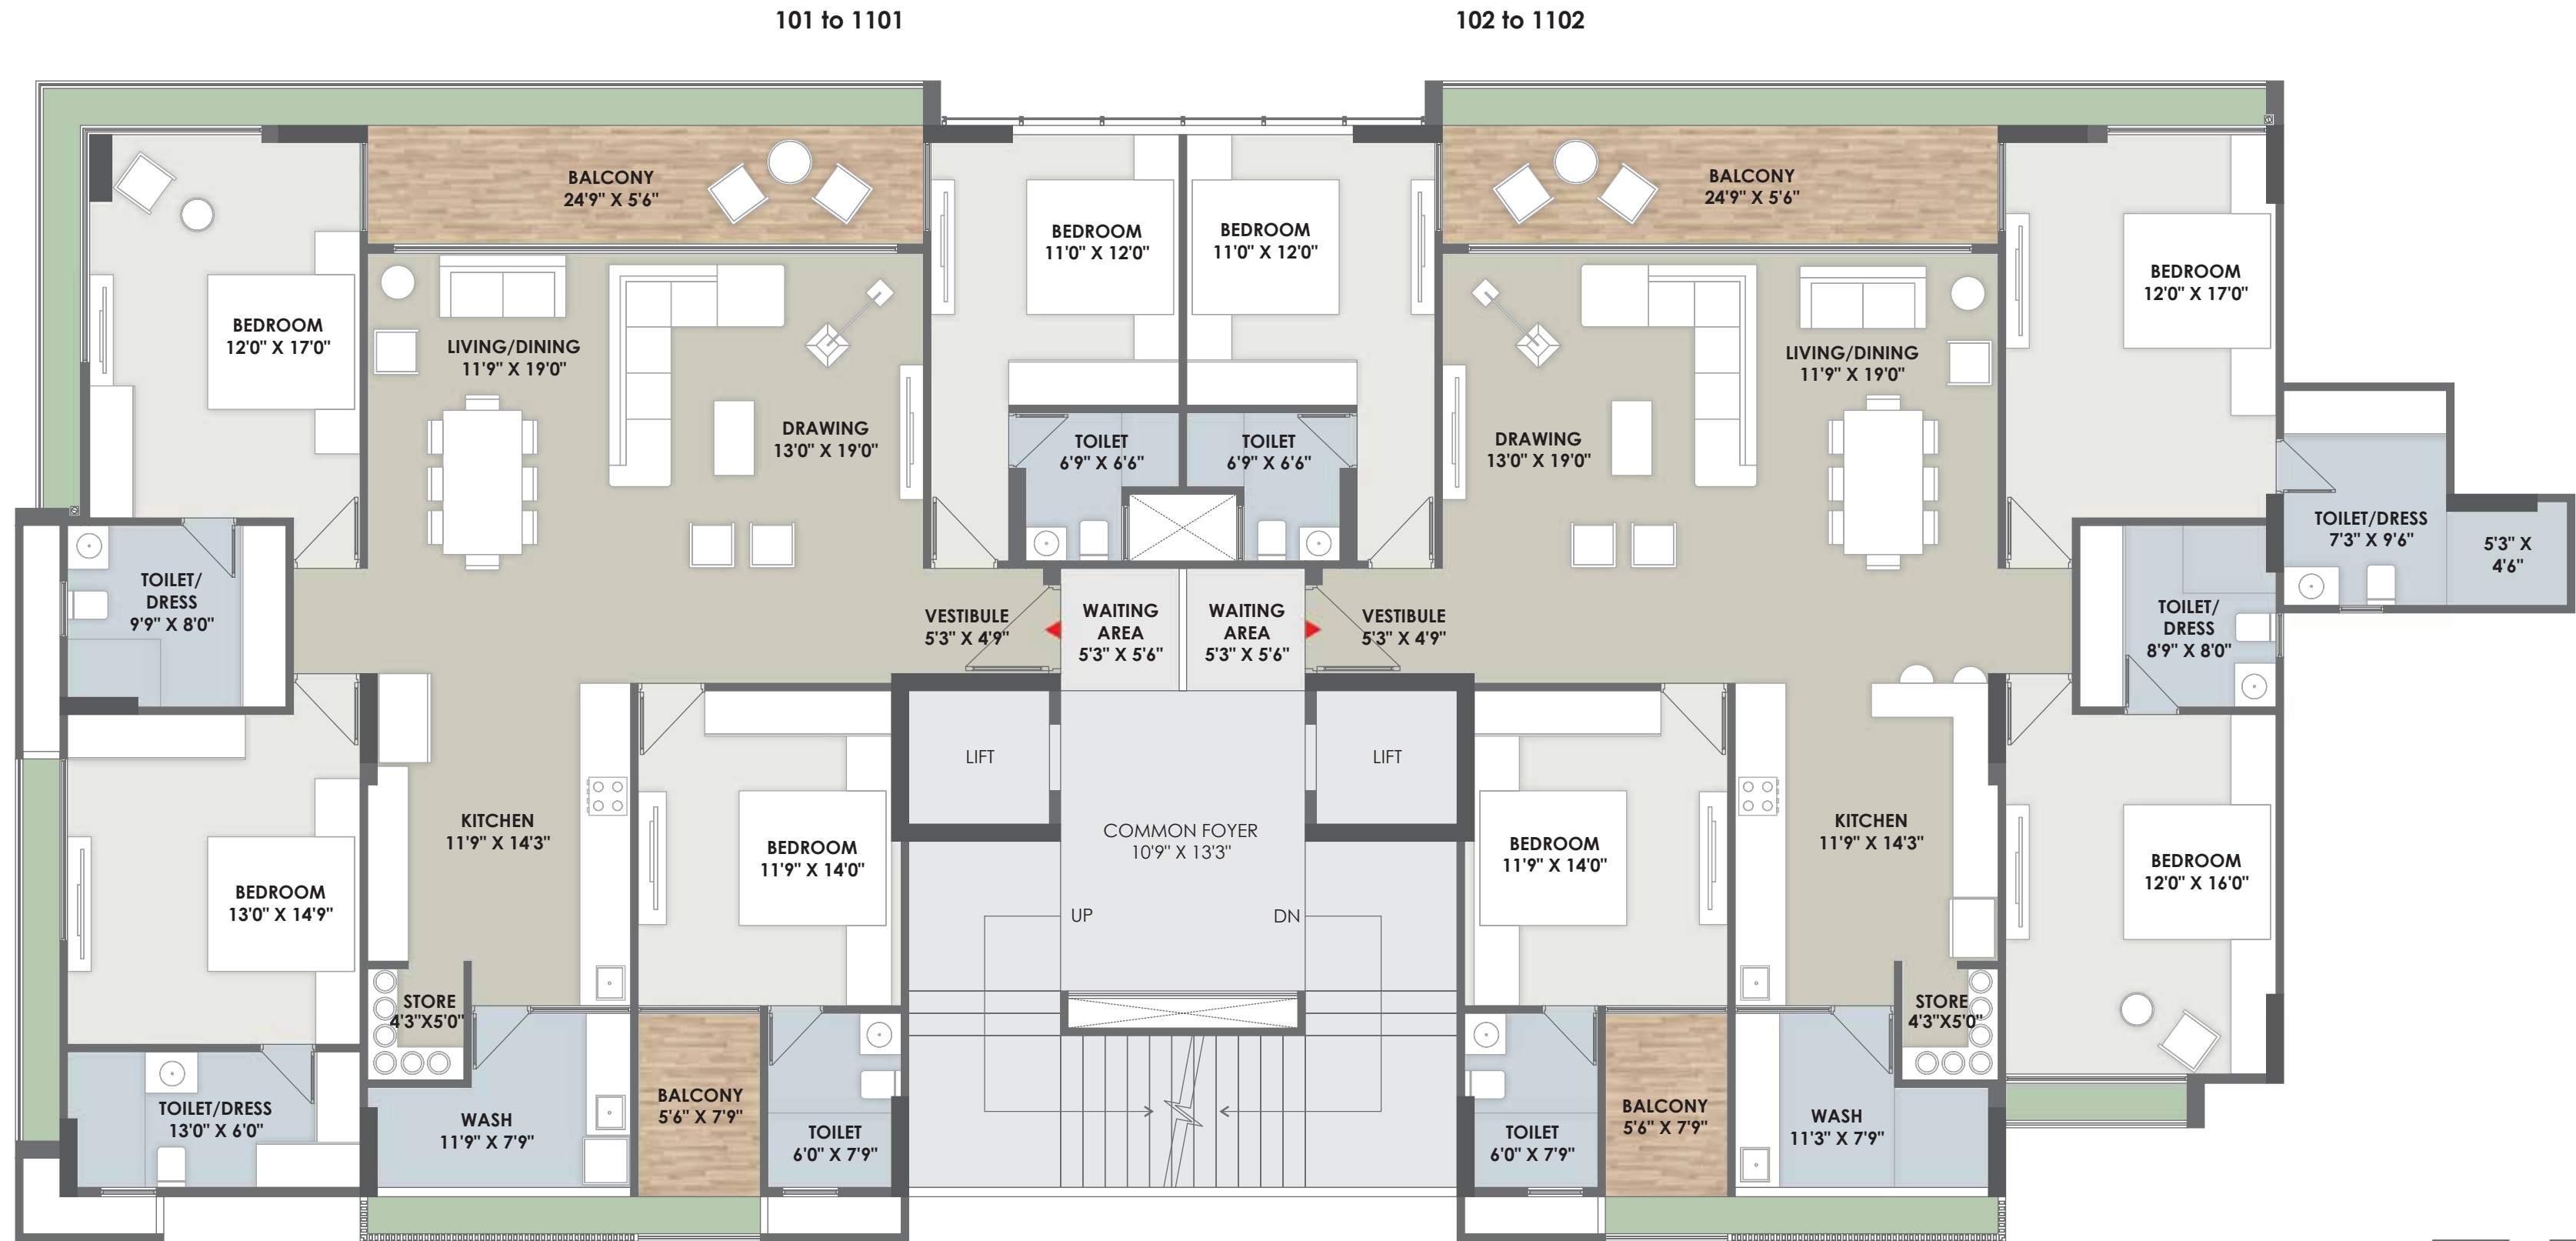 101 to 1101
102 to 1102
BALCONY
24'9" X 5'6"
BEDROOM
11'0" X 12'0"
BEDROOM
11'0" X 12'0"
BALCONY
24'9" X 5'6"
BEDROOM
12'0" X 17'0"
LIVING/DINING
11'9" X 19'0"
DRAWING
13'0" X 19'0"
TOILET
6'9" X 6'6"
TOILET
6'9" X 6'6"
DRAWING
13'0" X 19'0"
LIVING/DINING
11'9" X 19'0"
BEDROOM
12'0" X 17'0"
TOILET/
DRESS
9'9" X 8'0"
VESTIBULE
5'3" X 4'9"
WAITING
AREA
5'3" X 5'6"
WAITING
AREA
5'3" X 5'6"
VESTIBULE
5'3" X 4'9"
TOILET/
DRESS
8'9" X 8'0"
TOILET/DRESS
7'3" X 9'6"
5'3" X
4'6"
LIFT
LIFT
BEDROOM
13'0" X 14'9"
KITCHEN
11'9" X 14'3"
BEDROOM
11'9" X 14'0"
COMMON FOYER
10'9" X 13'3"
UP
DN
BEDROOM
11'9" X 14'0"
KITCHEN
11'9" X 14'3"
BEDROOM
12'0" X 16'0"
STORE
4'3"X5'0"
STORE
4'3"X5'0"
TOILET/DRESS
13'0" X 6'0"
WASH
11'9" X 7'9"
BALCONY
5'6" X 7'9"
TOILET
6'0" X 7'9"
TOILET
6'0" X 7'9"
BALCONY
5'6" X 7'9"
WASH
11'3" X 7'9"